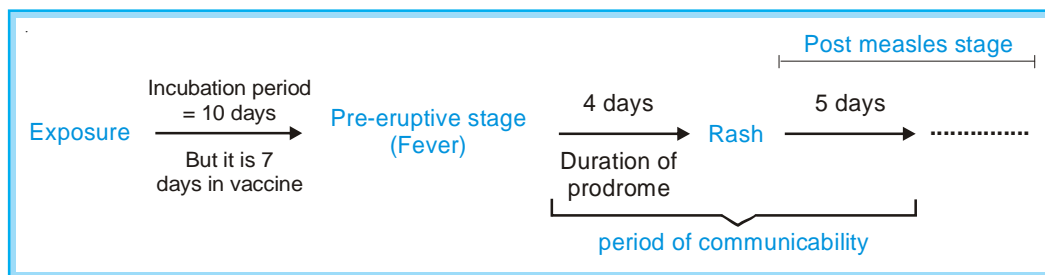 Post measles stage
Incubation period
= 10 days
Exposure
But it is 7
days in vaccine
Pre-eruptive stage
(Fever)
4 days
Duration of
prodrome
Rash
5 days
................
period of communicability